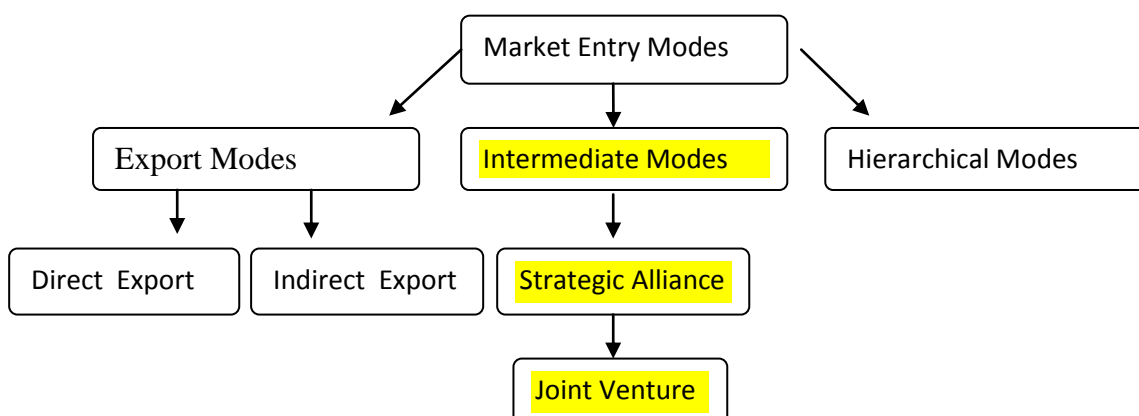 Market Entry Modes
Export Modes
Intermediate Modes
Hierarchical Modes
Direct  Export
Indirect  Export
Strategic Alliance
Joint Venture